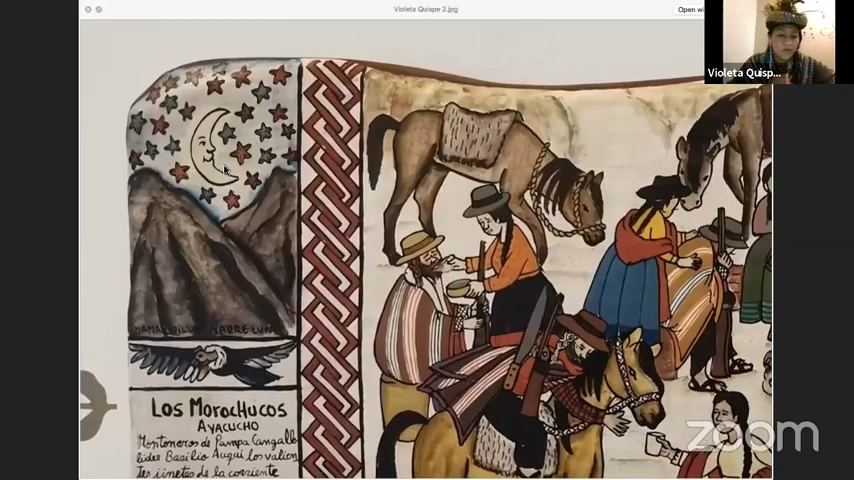 Violeta Quispe 2.jpg
Open wi
Violeta Quisp...
MAMA QUILLA MADRE LUNA
LOS MOROCHUCOS
AYACUCHO
Montoneros de Pampa Cangallo
lider Basilio Auqui los valien
tes jinetes de la corriente
zoom